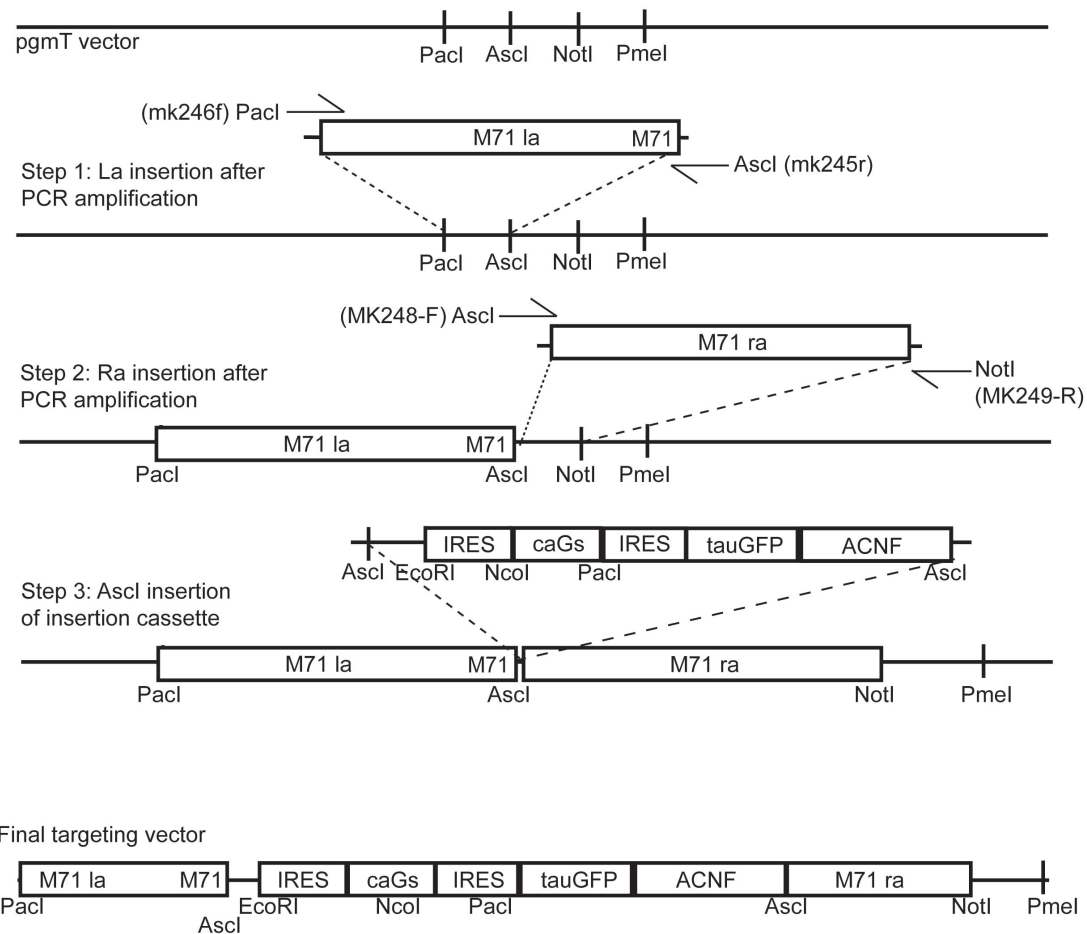 pgmT vector
PacI AscI NotI PmeI
(mk246f) PacI
M71 la M71
AscI (mk245r)
Step 1: La insertion after
PCR amplification
PacI AscI NotI PmeI
(MK248-F) AscI
M71 ra
NotI
(MK249-R)
Step 2: Ra insertion after
PCR amplification
M71 la M71
PacI AscI NotI PmeI
IRES caGs IRES tauGFP ACNF
AscI EcoRI NcoI PacI AscI
Step 3: AscI insertion
of insertion cassette
M71 la M71 M71 ra
PacI AscI NotI PmeI
Final targeting vector
M71 la M71 IRES caGs IRES tauGFP ACNF M71 ra
PacI EcoRI NcoI PacI AscI NotI PmeI
AscI